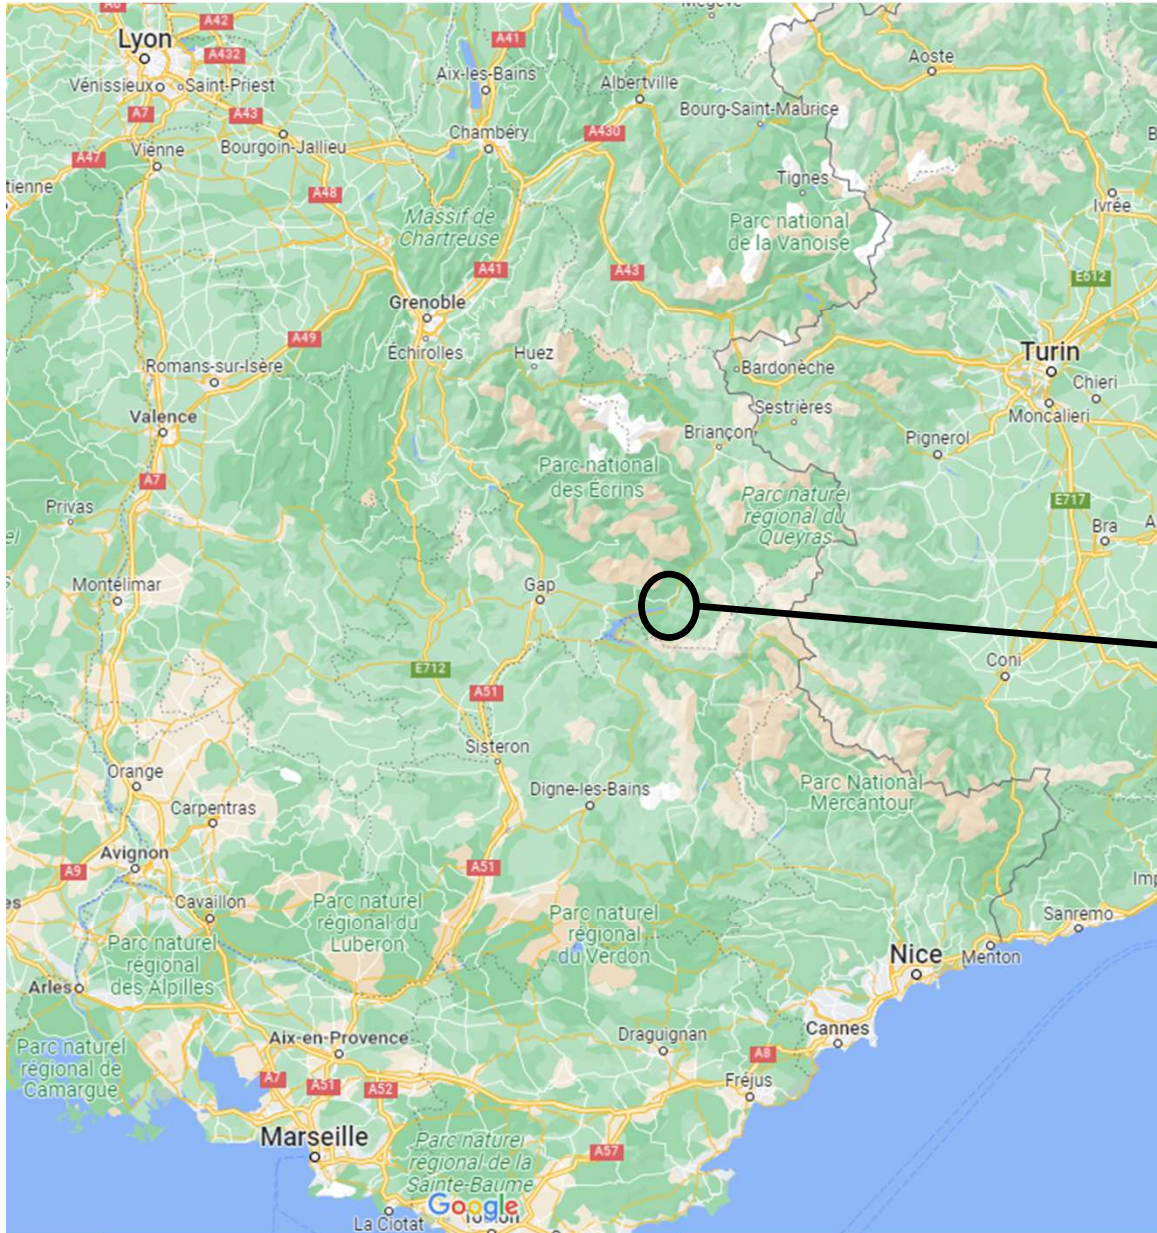 A6
A42
A41
Megève
Lyon
A432
Aoste
Aix-les-Bains
Albertville
Vénissieux
Saint-Priest
Bourg-Saint-Maurice
A7
A43
Chambéry
A430
Vienne
Bourgoin-Jallieu
A47
Tignes
tienne
A48
Ivrée
Massif de
Chartreuse
Parc national
de la Vanoise
A41
A43
E612
Grenoble
A49
Échirolles
Huez
Turin
Romans-sur-Isère
Bardonèche
Chieri
Sestrières
Moncalieri
Valence
Briançon
Pignerol
Parc national
des Écrins
A7
Parc naturel
régional du
Queyras
E717
Privas
Bra
A
el
Montélimar
Gap
E712
Coni
A51
Sisteron
Orange
Digne-les-Bains
Parc National
Mercantour
Carpentras
Avignon
A9
A51
Imp
es
Cavaillon
Parc naturel
régional du
Luberon
Parc naturel
régional
du Verdon
Sanremo
Parc naturel
régional
des Alpilles
Nice
Menton
Arles
Aix-en-Provence
Draguignan
Cannes
Parc naturel
régional de
Camargue
A8
A7
A51
A52
Fréjus
Marseille
Parc naturel
régional de la
Sainte-Baume
A57
Google
La Ciotat